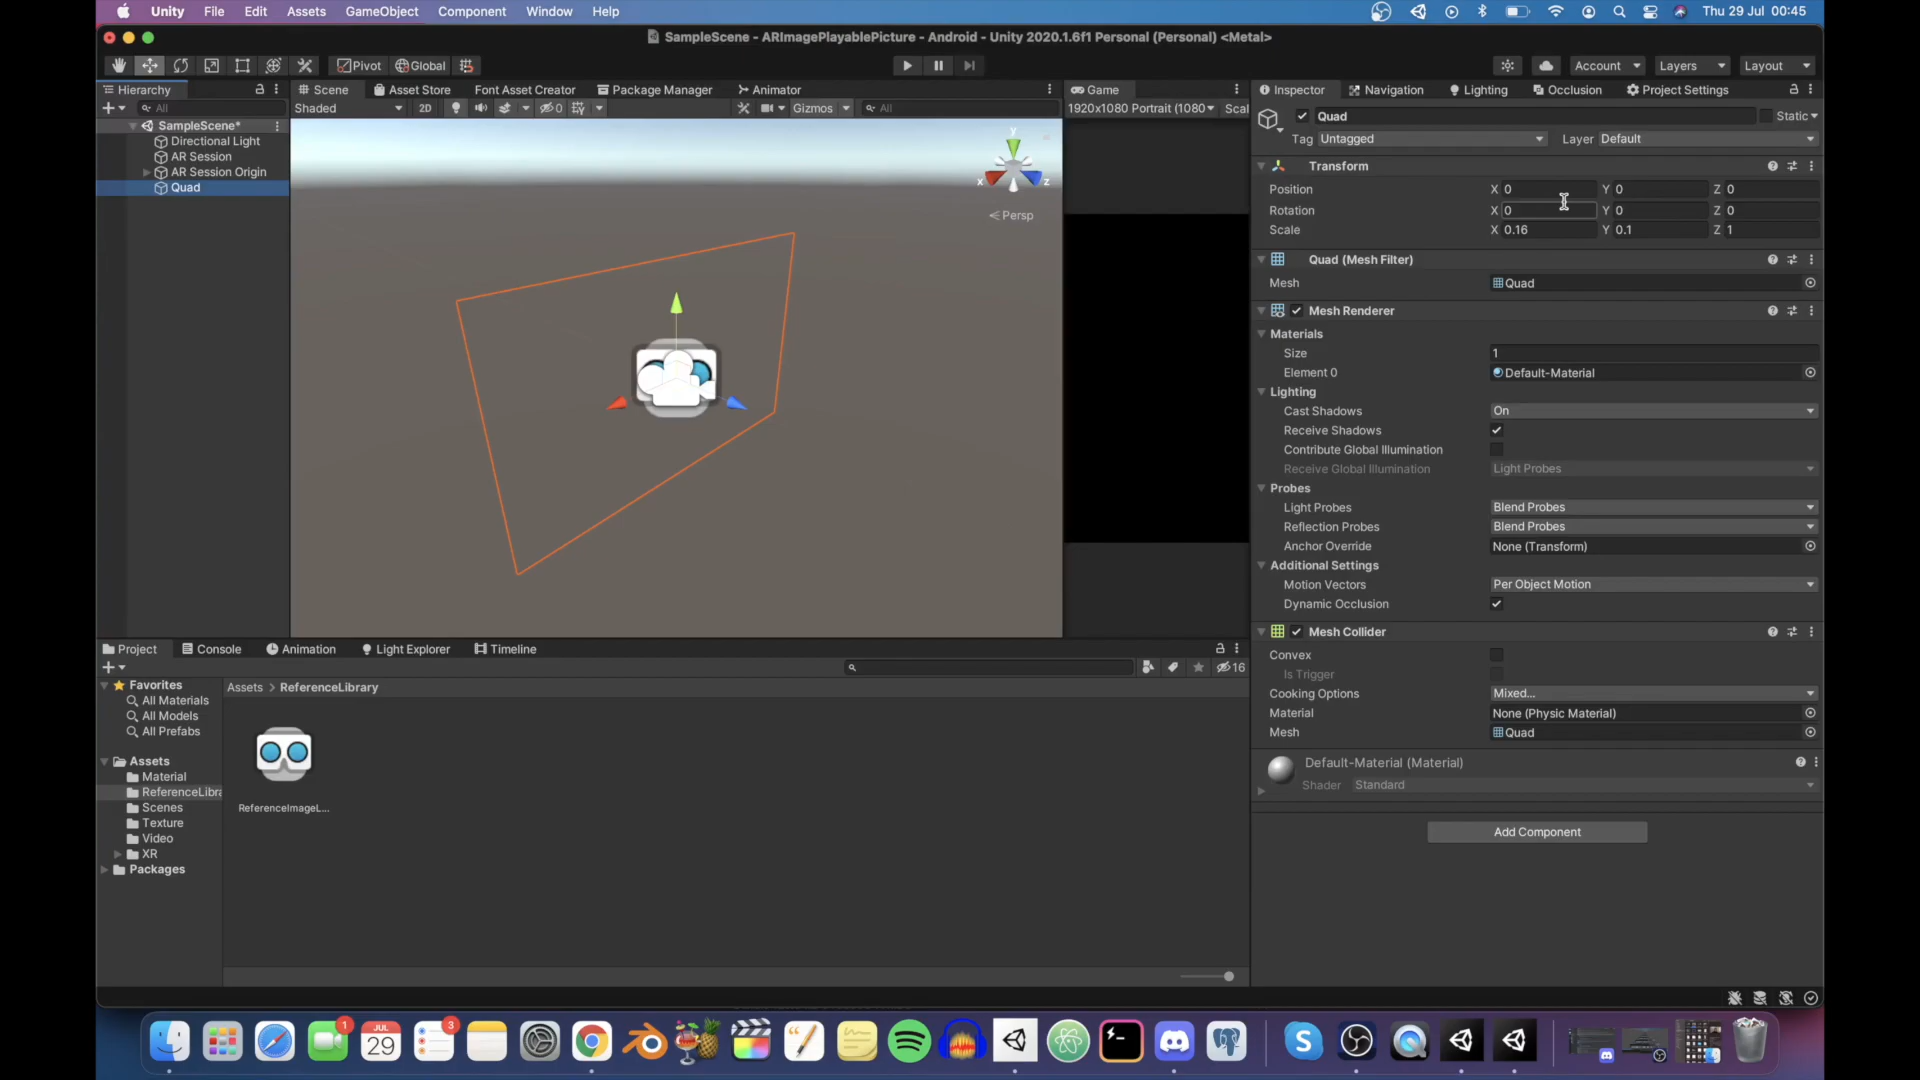 Unity File Edit Assets GameObject Component Window Help Thu 29 Jul 00:45
SampleScene - ARImagePlayablePicture - Android - Unity 2020.1.6f1 Personal (Personal) <Metal>
Pivot Global Account Layers Layout
Hierarchy Scene Asset Store Font Asset Creator Package Manager Animator Game Inspector Navigation Lighting Occlusion Project Settings
All Shaded 2D 0 Gizmos All 1920x1080 Portrait (1080 Scal
Quad Static
SampleScene*
Tag Untagged Layer Default
Directional Light
AR Session
AR Session Origin
Quad
y
x z
Persp
Transform
Position X 0 Y 0 Z 0
Rotation X 0 Y 0 Z 0
Scale X 0.16 Y 0.1 Z 1
Quad (Mesh Filter)
Mesh Quad
Mesh Renderer
Materials
Size 1
Element 0 Default-Material
Lighting
Cast Shadows On
Receive Shadows
Contribute Global Illumination
Receive Global Illumination Light Probes
Probes
Light Probes Blend Probes
Reflection Probes Blend Probes
Anchor Override None (Transform)
Additional Settings
Motion Vectors Per Object Motion
Dynamic Occlusion
Mesh Collider
Convex
Is Trigger
Cooking Options Mixed...
Material None (Physic Material)
Mesh Quad
Default-Material (Material)
Shader Standard
Add Component
Project Console Animation Light Explorer Timeline
16
Favorites
All Materials
All Models
All Prefabs
Assets
Material
ReferenceLibra
Scenes
Texture
Video
XR
Packages
Assets > ReferenceLibrary
ReferenceImageL...
1
JUL
29
3